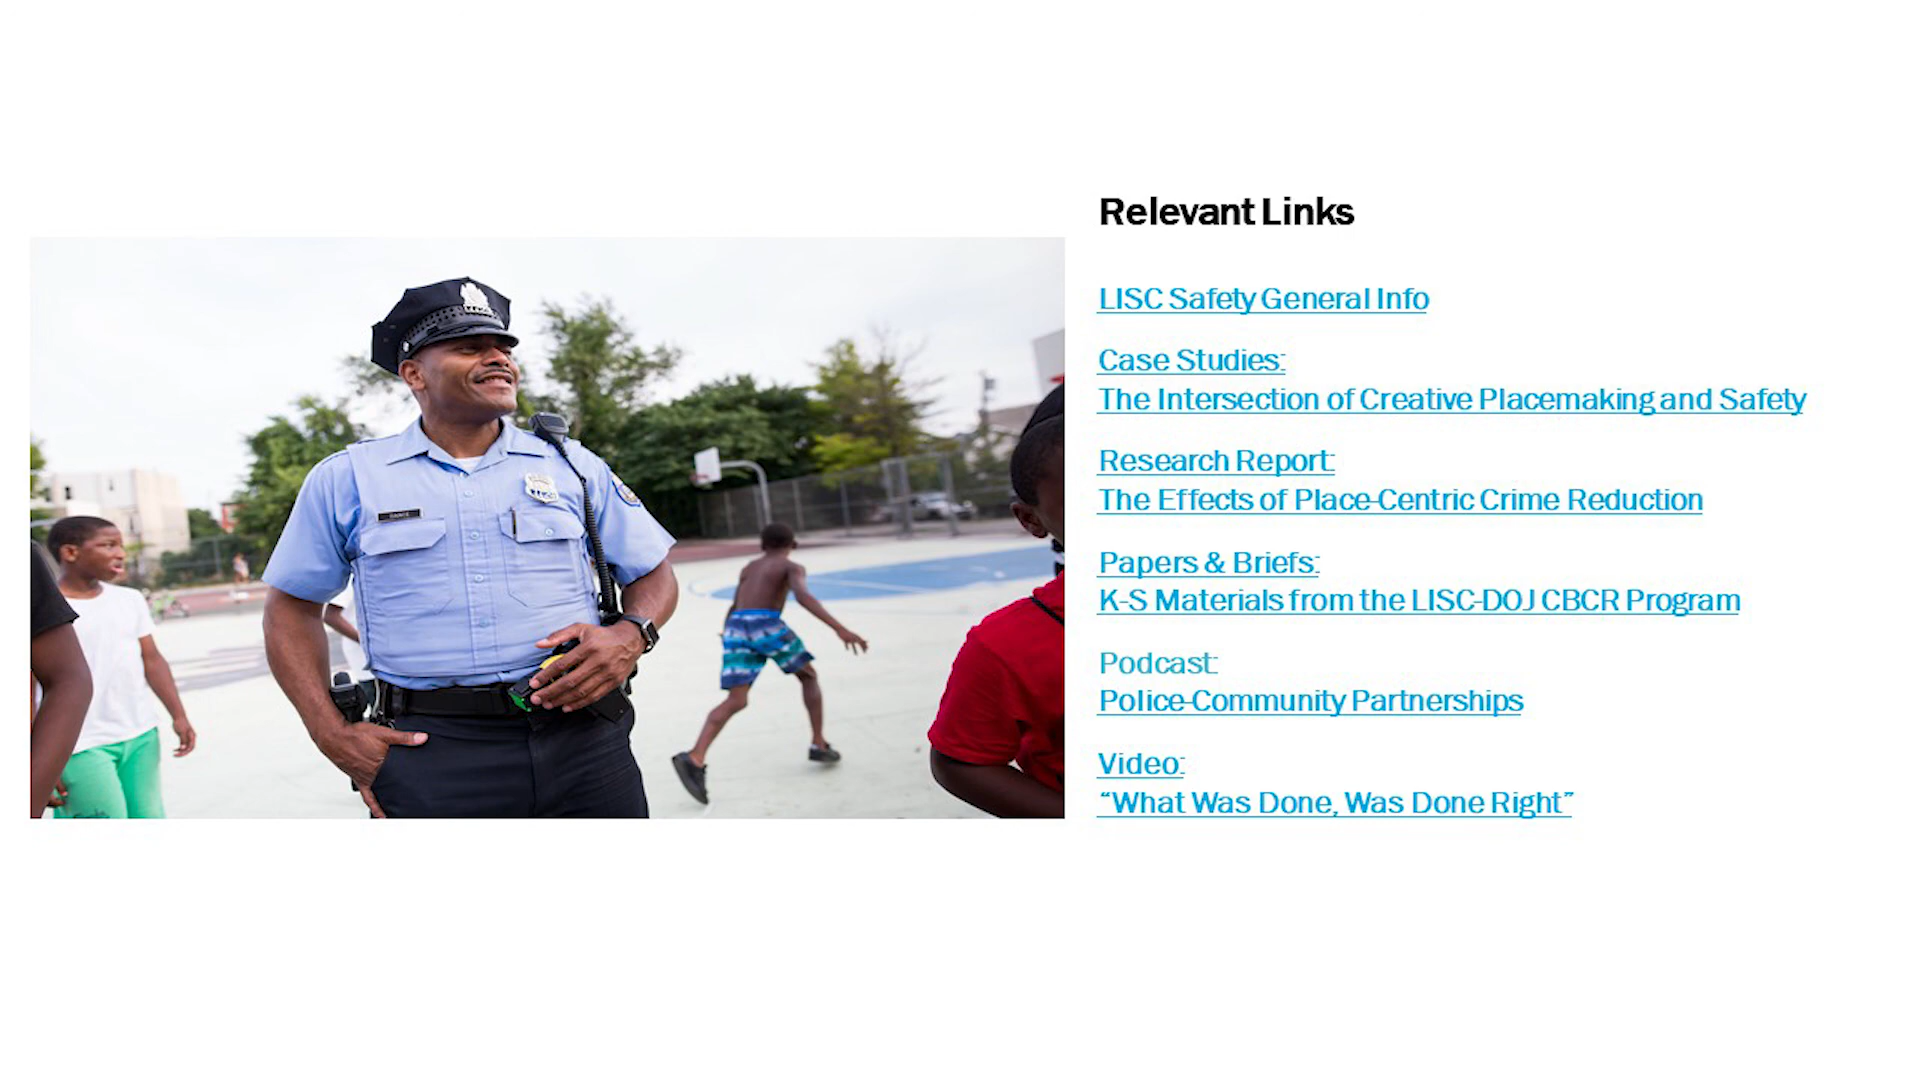 Relevant Links
LISC Safety General Info
Case Studies:
The Intersection of Creative Placemaking and Safety
Research Report:
The Effects of Place-Centric Crime Reduction
Papers & Briefs:
K-S Materials from the LISC-DOJ CBCR Program
Podcast:
Police-Community Partnerships
Video:
“What Was Done, Was Done Right”